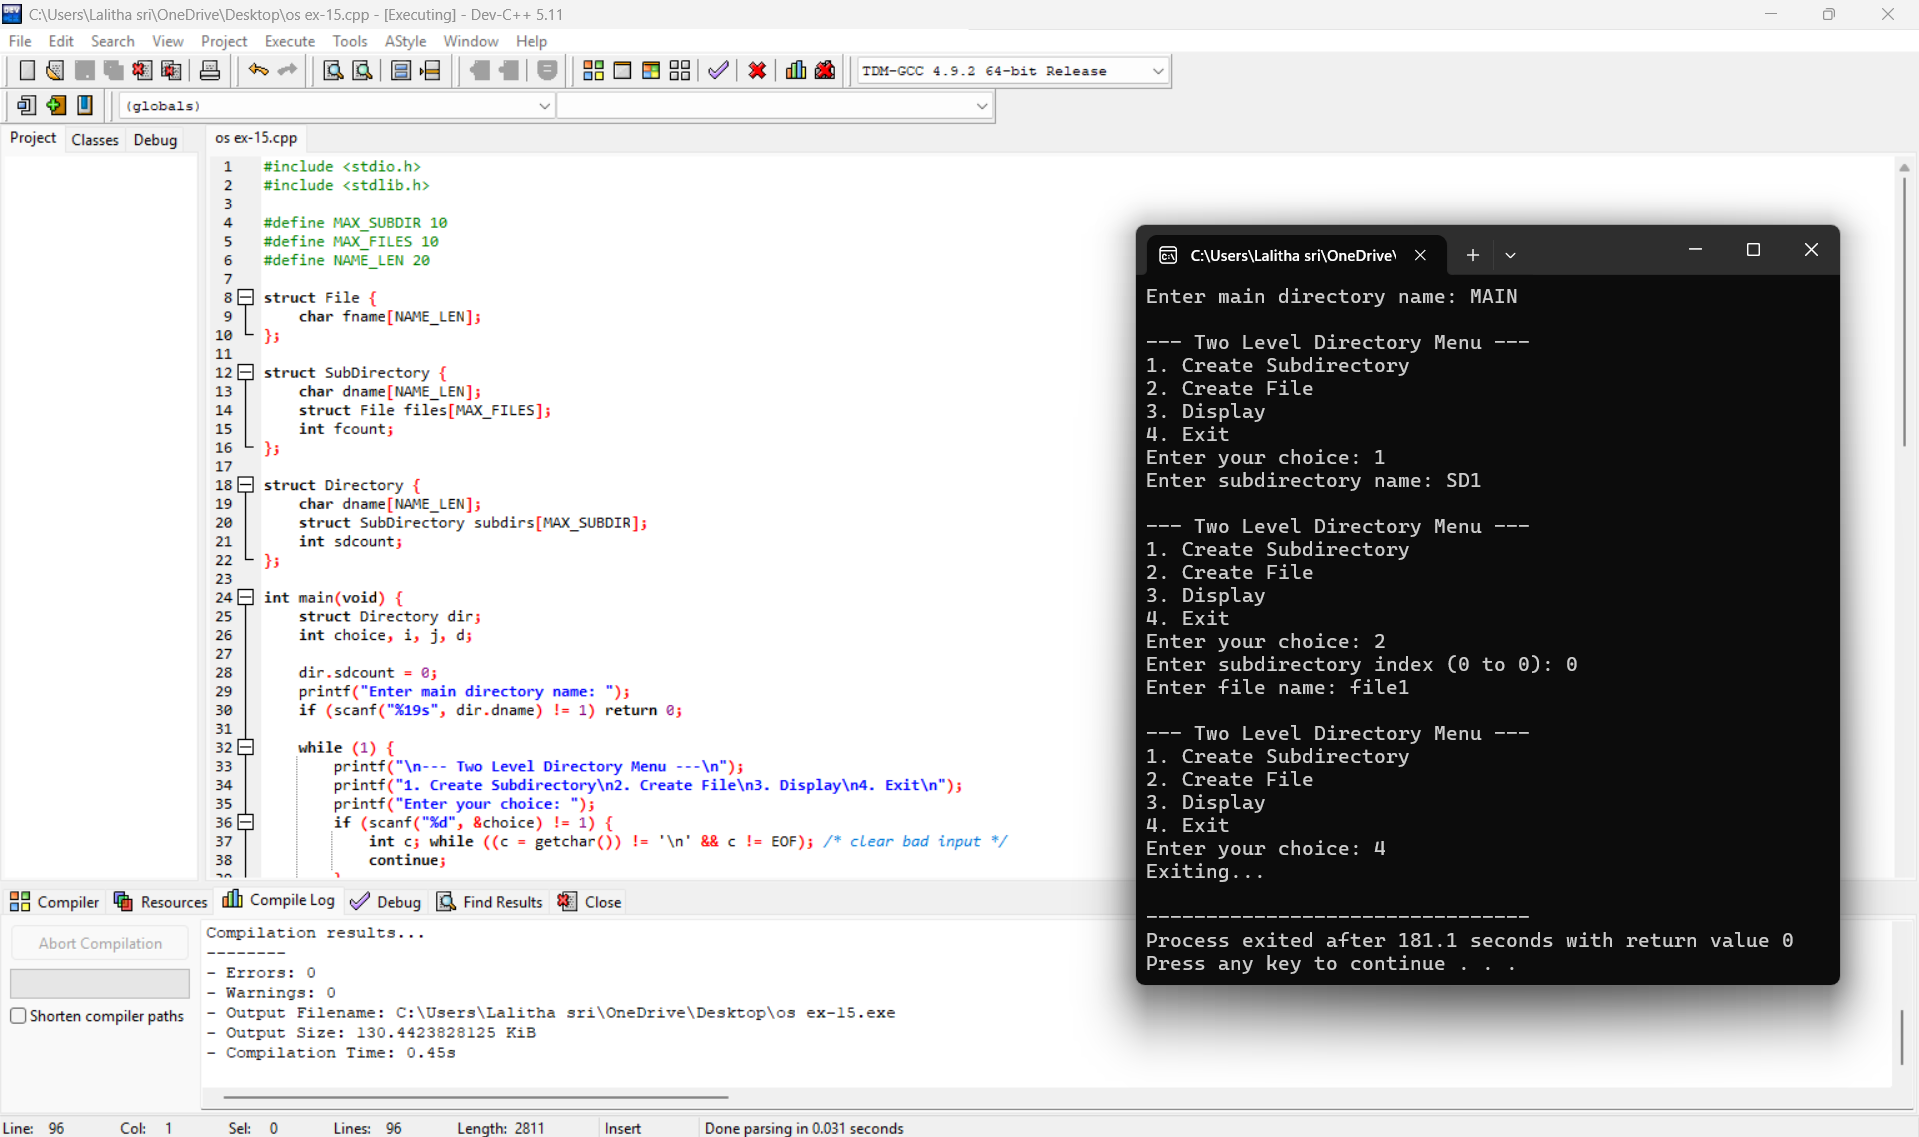 C:\Users\Lalitha sri\OneDrive\Desktop\os ex-15.cpp - [Executing] - Dev-C++ 5.11
File Edit Search View Project Execute Tools AStyle Window Help
TDM-GCC 4.9.2 64-bit Release
(globals)
Project Classes Debug
os ex-15.cpp
1 #include <stdio.h>
2 #include <stdlib.h>
3
4 #define MAX_SUBDIR 10
5 #define MAX_FILES 10
6 #define NAME_LEN 20
7
8 struct File {
9 char fname[NAME_LEN];
10 };
11
12 struct SubDirectory {
13 char dname[NAME_LEN];
14 struct File files[MAX_FILES];
15 int fcount;
16 };
17
18 struct Directory {
19 char dname[NAME_LEN];
20 struct SubDirectory subdirs[MAX_SUBDIR];
21 int sdcount;
22 };
23
24 int main(void) {
25 struct Directory dir;
26 int choice, i, j, d;
27
28 dir.sdcount = 0;
29 printf("Enter main directory name: ");
30 if (scanf("%19s", dir.dname) != 1) return 0;
31
32 while (1) {
33 printf("\n--- Two Level Directory Menu ---\n");
34 printf("1. Create Subdirectory\n2. Create File\n3. Display\n4. Exit\n");
35 printf("Enter your choice: ");
36 if (scanf("%d", &choice) != 1) {
37 int c; while ((c = getchar()) != '\n' && c != EOF); /* clear bad input */
38 continue;
C:\Users\Lalitha sri\OneDrive\
Enter main directory name: MAIN
--- Two Level Directory Menu ---
1. Create Subdirectory
2. Create File
3. Display
4. Exit
Enter your choice: 1
Enter subdirectory name: SD1
--- Two Level Directory Menu ---
1. Create Subdirectory
2. Create File
3. Display
4. Exit
Enter your choice: 2
Enter subdirectory index (0 to 0): 0
Enter file name: file1
--- Two Level Directory Menu ---
1. Create Subdirectory
2. Create File
3. Display
4. Exit
Enter your choice: 4
Exiting...
--------------------------------
Process exited after 181.1 seconds with return value 0
Press any key to continue . . .
Compiler Resources Compile Log Debug Find Results Close
Abort Compilation
Shorten compiler paths
Compilation results...
--------
- Errors: 0
- Warnings: 0
- Output Filename: C:\Users\Lalitha sri\OneDrive\Desktop\os ex-15.exe
- Output Size: 130.4423828125 KiB
- Compilation Time: 0.45s
Line: 96 Col: 1 Sel: 0 Lines: 96 Length: 2811 Insert Done parsing in 0.031 seconds